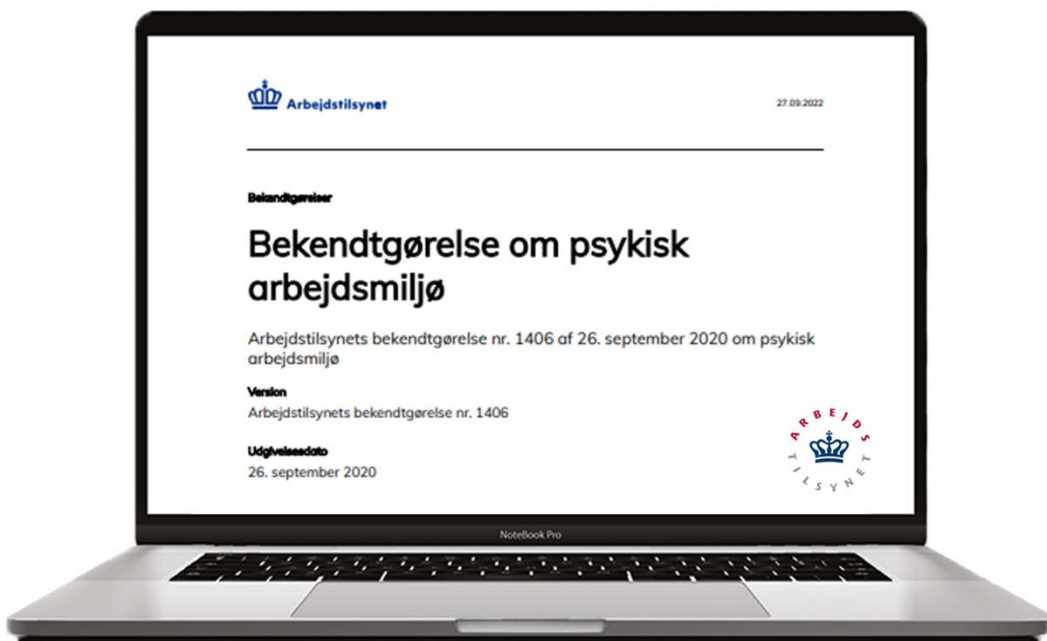 Arbejdstilsynet
27.09.2022
Bekendtgørelser
Bekendtgørelse om psykisk
arbejdsmiljø
Arbejdstilsynets bekendtgørelse nr. 1406 af 26. september 2020 om psykisk
arbejdsmiljø
Version
Arbejdstilsynets bekendtgørelse nr. 1406
Udgivelsesdato
26. september 2020
ARBEJDS
TILSYNET
NoteBook Pro